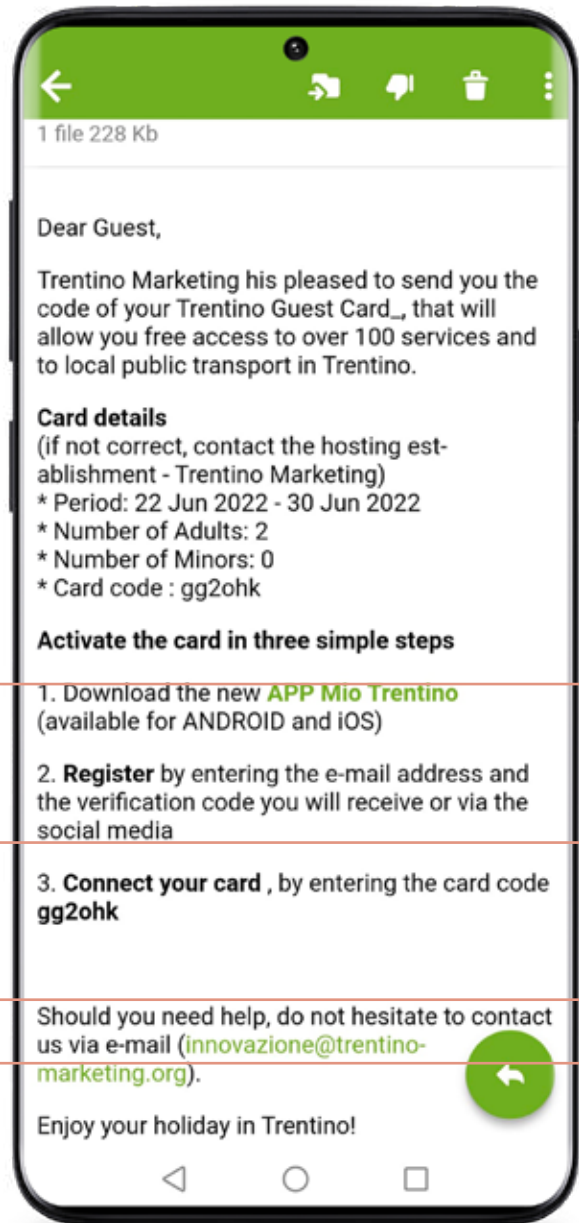 1 file 228 Kb
Dear Guest,
Trentino Marketing his pleased to send you the
code of your Trentino Guest Card_, that will
allow you free access to over 100 services and
to local public transport in Trentino.
Card details
(if not correct, contact the hosting est-
ablishment - Trentino Marketing)
* Period: 22 Jun 2022 - 30 Jun 2022
* Number of Adults: 2
* Number of Minors: 0
* Card code : gg2ohk
Activate the card in three simple steps
1. Download the new APP Mio Trentino
(available for ANDROID and iOS)
2. Register by entering the e-mail address and
the verification code you will receive or via the
social media
3. Connect your card , by entering the card code
gg2ohk
Should you need help, do not hesitate to contact
us via e-mail (innovazione@trentino-
marketing.org).
Enjoy your holiday in Trentino!